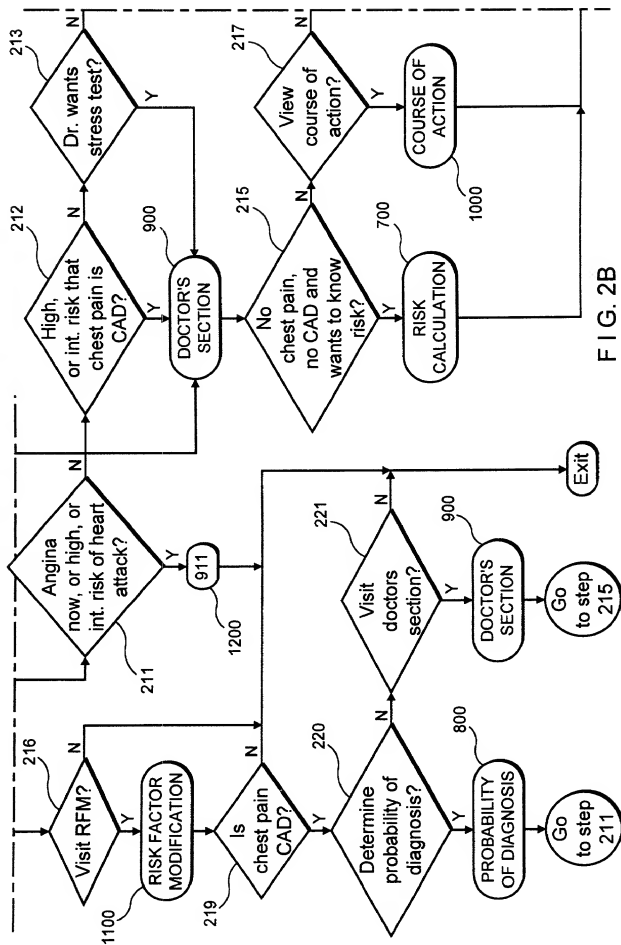 216
Visit RFM?
N
Y
1100
RISK FACTOR
MODIFICATION
219
Is
chest pain
CAD?
N
Y
220
Determine
probability of
diagnosis?
N
Y
800
PROBABILITY
OF DIAGNOSIS
Go
to step
211
211
Angina
now, or high, or
int. risk of heart
attack?
N
Y
911
1200
221
Visit
doctors
section?
N
Y
900
DOCTOR'S
SECTION
Go
to step
215
Exit
212
High,
or int. risk that
chest pain is
CAD?
N
Y
213
Dr. wants
stress test?
N
Y
900
DOCTOR'S
SECTION
215
No
chest pain,
no CAD and
wants to know
risk?
N
Y
700
RISK
CALCULATION
217
View
course of
action?
N
Y
COURSE OF
ACTION
1000
FIG. 2B